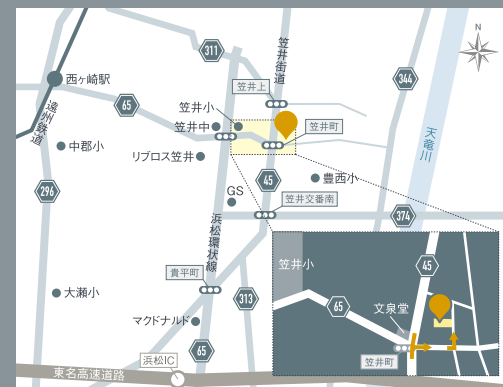 N
311
笠井街道
344
西ヶ崎駅
笠井上
65
笠井小
遠州鉄道
笠井中
笠井町
天竜川
中郡小
リブロス笠井
45
豊西小
296
GS
笠井交番南
374
浜松環状線
笠井小
45
貴平町
65
文泉堂
大瀬小
313
マクドナルド
65
笠井町
浜松IC
東名高速道路